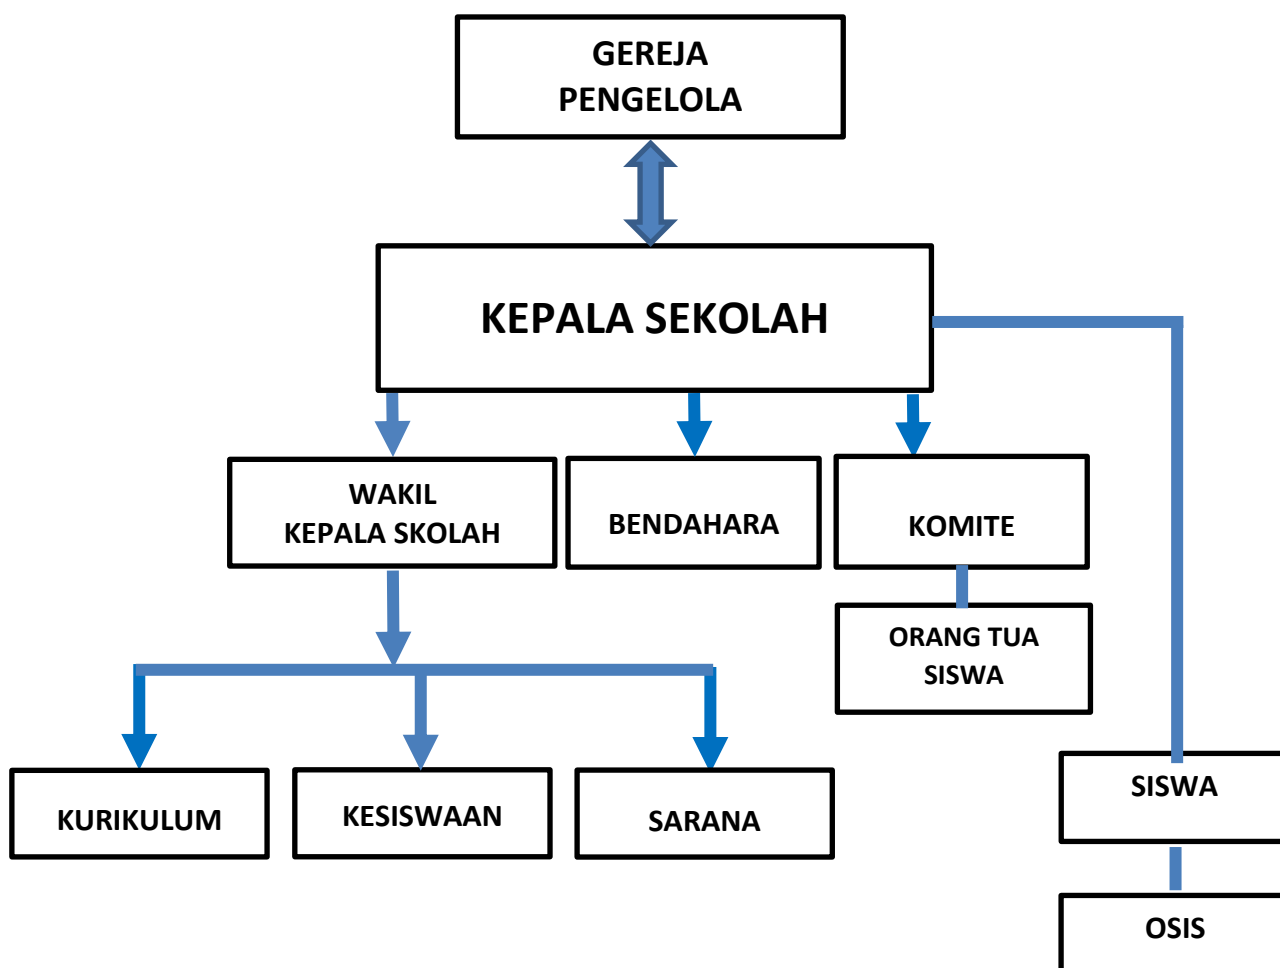 GEREJA
PENGELOLA
KEPALA SEKOLAH
WAKIL
KEPALA SKOLAH
BENDAHARA
KOMITE
ORANG TUA
SISWA
KURIKULUM
KESISWAAN
SARANA
SISWA
OSIS